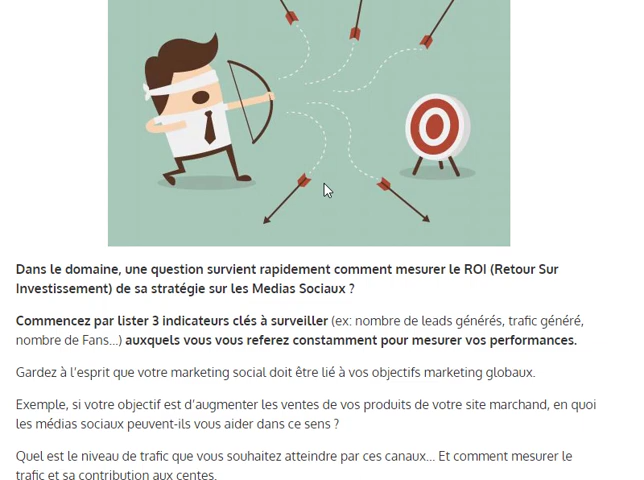 Dans le domaine, une question survient rapidement comment mesurer le ROI (Retour Sur
Investissement) de sa stratégie sur les Medias Sociaux ?
Commencez par lister 3 indicateurs clés à surveiller (ex: nombre de leads générés, trafic généré,
nombre de Fans...) auxquels vous vous referez constamment pour mesurer vos performances.
Gardez à l'esprit que votre marketing social doit être lié à vos objectifs marketing globaux.
Exemple, si votre objectif est d'augmenter les ventes de vos produits de votre site marchand, en quoi
les médias sociaux peuvent-ils vous aider dans ce sens ?
Quel est le niveau de trafic que vous souhaitez atteindre par ces canaux... Et comment mesurer le
trafic et sa contribution aux centes.